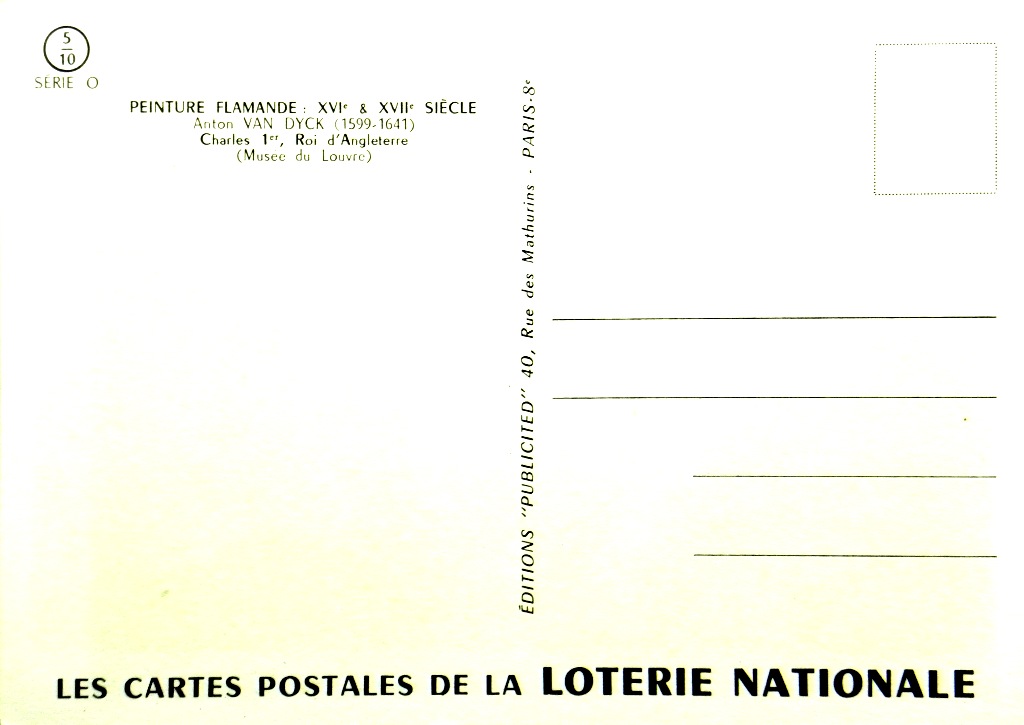 5
10
SÉRIE O
PEINTURE FLAMANDE : XVIe & XVIIe SIÈCLE
Anton VAN DYCK (1599-1641)
Charles 1er, Roi d'Angleterre
(Musée du Louvre)
ÉDITIONS "PUBLICITED" 40, Rue des Mathurins - PARIS-8e
LES CARTES POSTALES DE LA LOTERIE NATIONALE